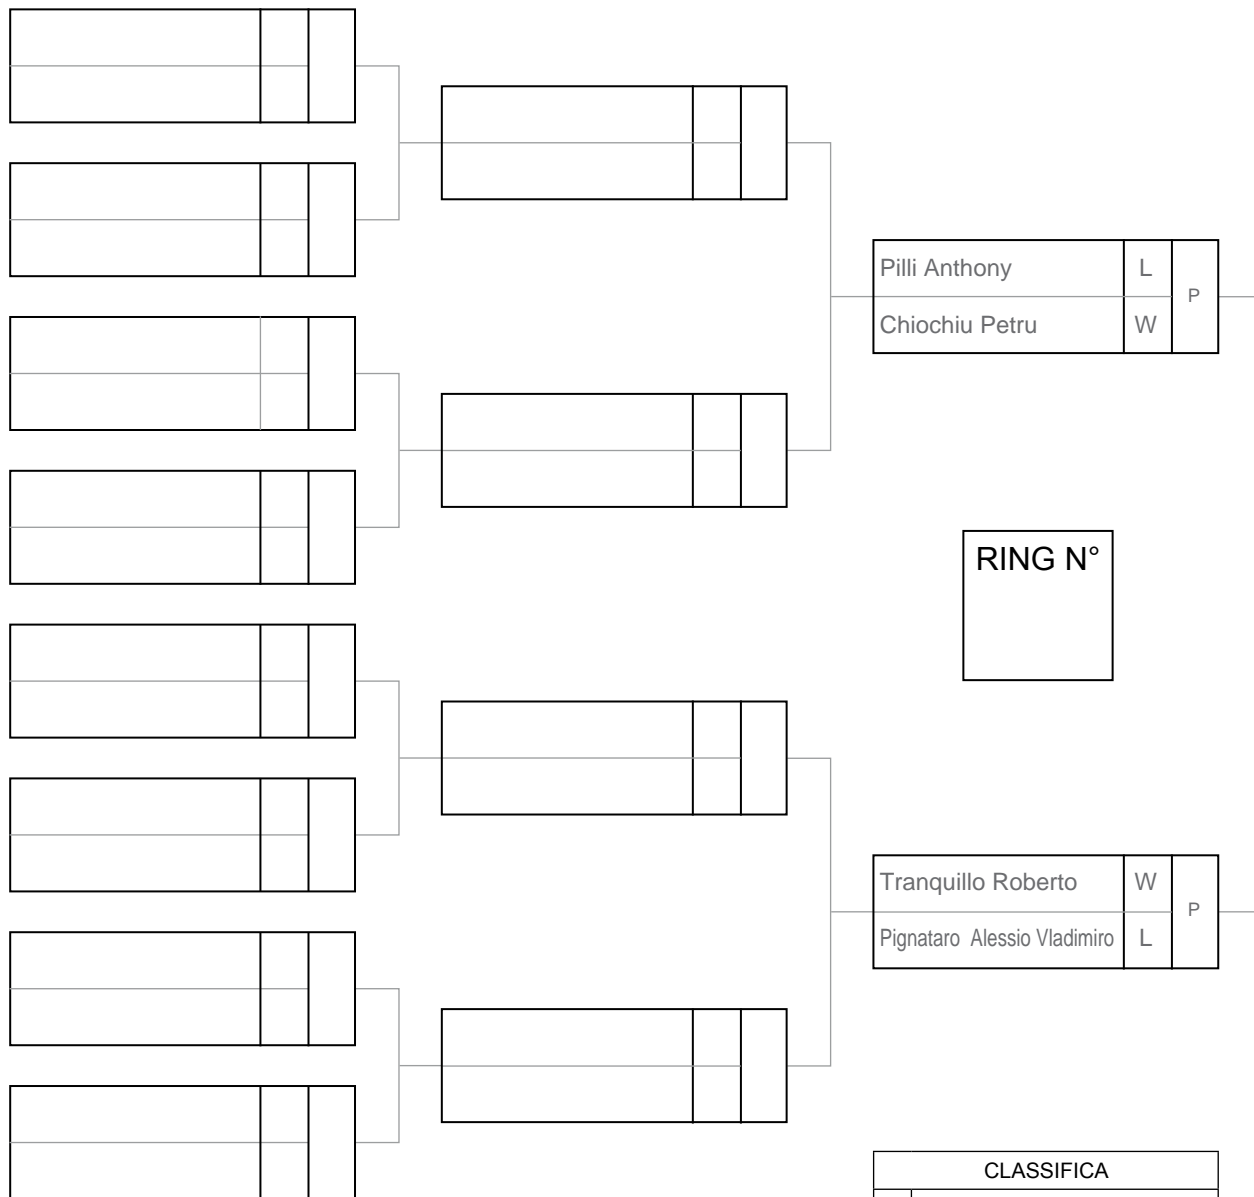 Pilli Anthony L
P
Chiochiu Petru W
RING N°
Tranquillo Roberto W
P
Pignataro Alessio Vladimiro L
CLASSIFICA